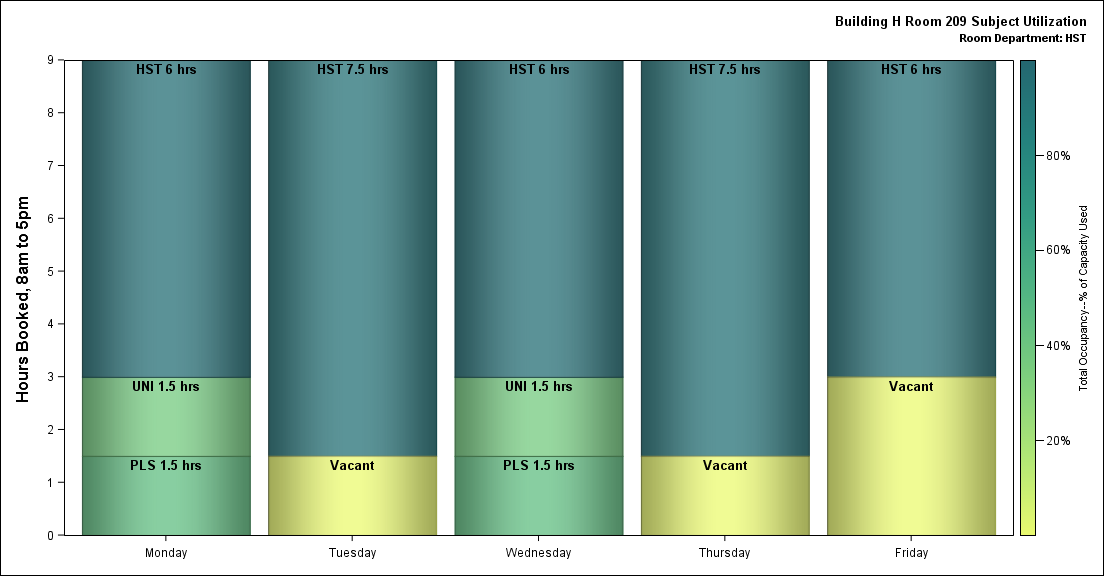 Building H Room 209 Subject Utilization
Room Department: HST
Hours Booked, 8am to 5pm
9
8
7
6
5
4
3
2
1
0
HST 6 hrs
UNI 1.5 hrs
PLS 1.5 hrs
HST 7.5 hrs
Vacant
HST 6 hrs
UNI 1.5 hrs
PLS 1.5 hrs
HST 7.5 hrs
Vacant
HST 6 hrs
Vacant
Monday
Tuesday
Wednesday
Thursday
Friday
80%
60%
40%
20%
Total Occupancy--% of Capacity Used